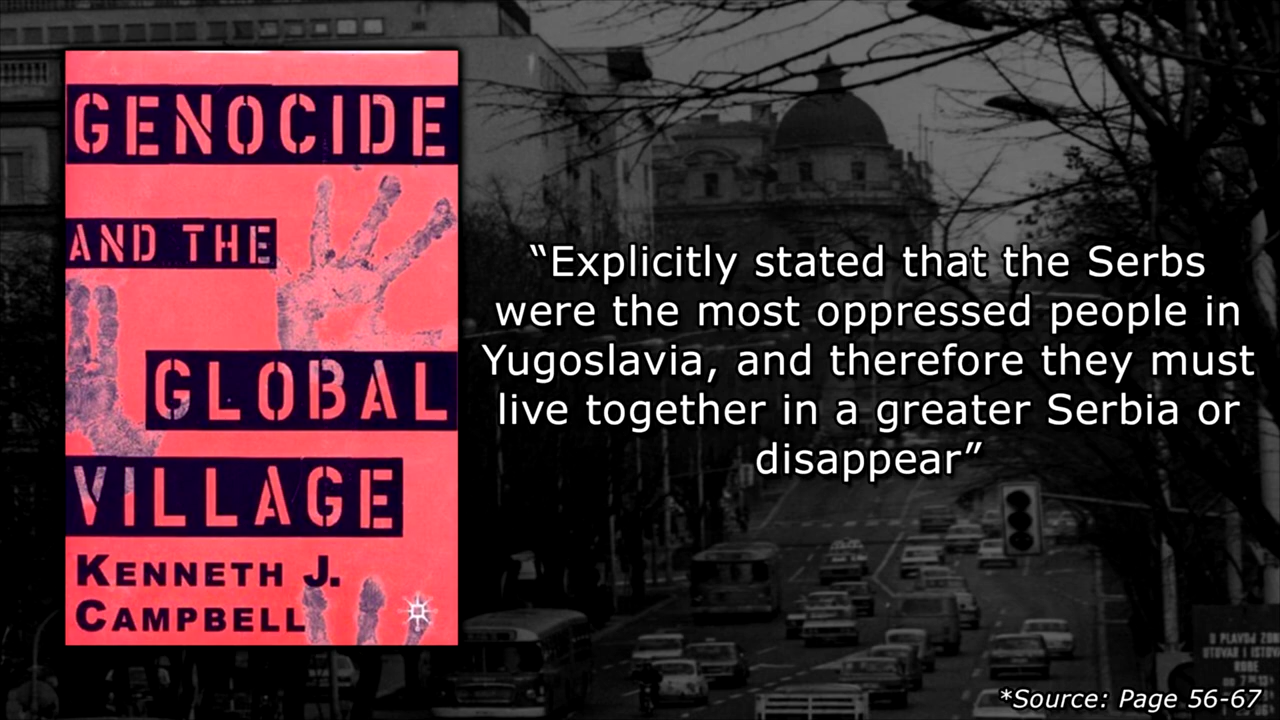 GENOCIDE
AND THE
GLOBAL
VILLAGE
KENNETH J.
CAMPBELL
“Explicitly stated that the Serbs
were the most oppressed people in
Yugoslavia, and therefore they must
live together in a greater Serbia or
disappear”
*Source: Page 56-67